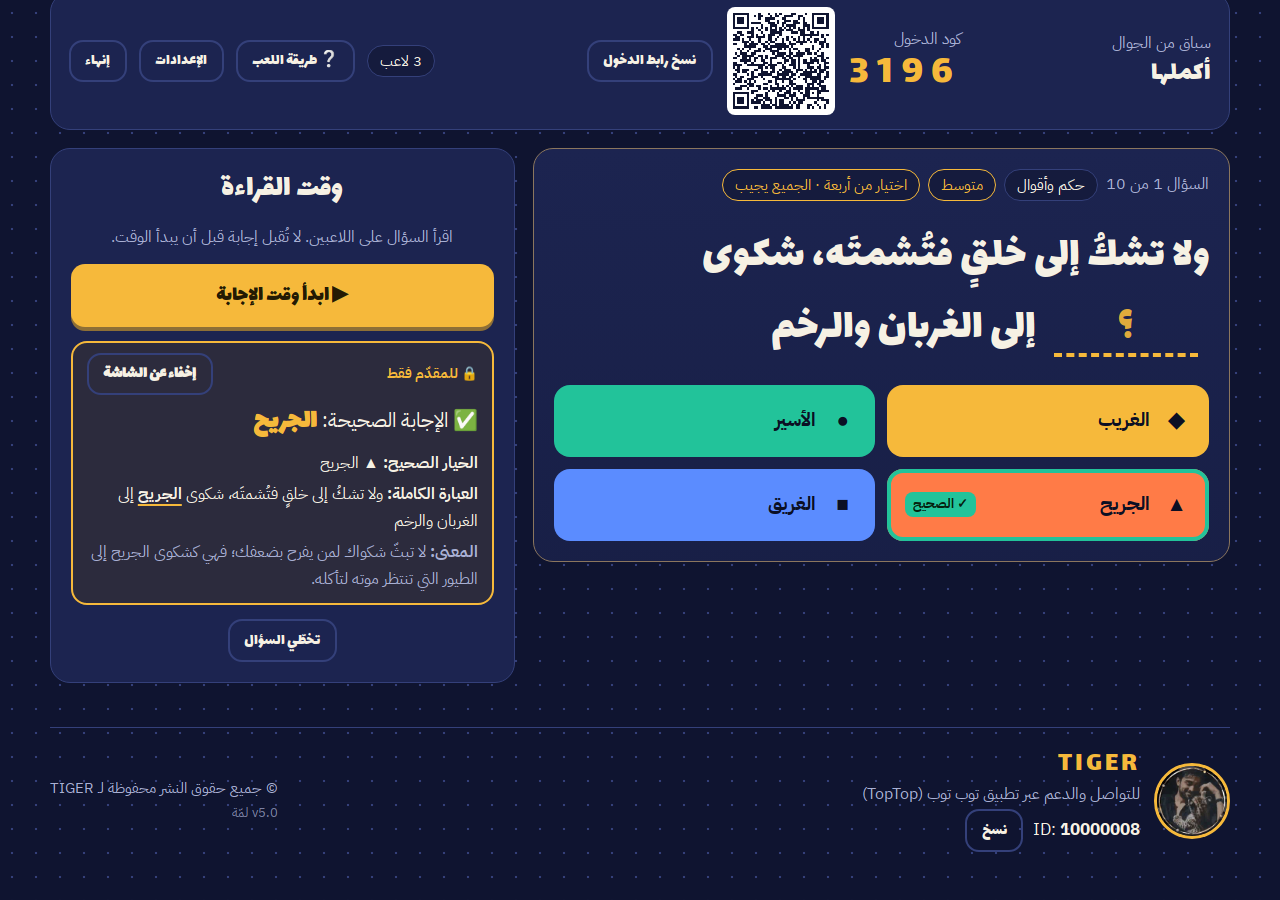 سباق من الجوال
أكملها
كود الدخول
3196
نسخ رابط الدخول
3 لاعب
❔ طريقة اللعب
الإعدادات
إنهاء
السؤال 1 من 10
حكم وأقوال
متوسط
اختيار من أربعة · الجميع يجيب
ولا تشكُ إلى خلقٍ فتُشمتَه، شكوى
؟ إلى الغربان والرخم
◆ الغريب
● الأسير
▲ الجريح
✓ الصحيح
■ الغريق
وقت القراءة
اقرأ السؤال على اللاعبين. لا تُقبل إجابة قبل أن يبدأ الوقت.
▶ ابدأ وقت الإجابة
🔒 للمقدّم فقط
إخفاء عن الشاشة
✅ الإجابة الصحيحة: الجريح
الخيار الصحيح: ▲ الجريح
العبارة الكاملة: ولا تشكُ إلى خلقٍ فتُشمتَه، شكوى الجريح إلى
الغربان والرخم
المعنى: لا تبثّ شكواك لمن يفرح بضعفك؛ فهي كشكوى الجريح إلى
الطيور التي تنتظر موته لتأكله.
تخطّي السؤال
TIGER
للتواصل والدعم عبر تطبيق توب توب (TopTop)
ID: 10000008
نسخ
© جميع حقوق النشر محفوظة لـ TIGER
لمّة v5.0